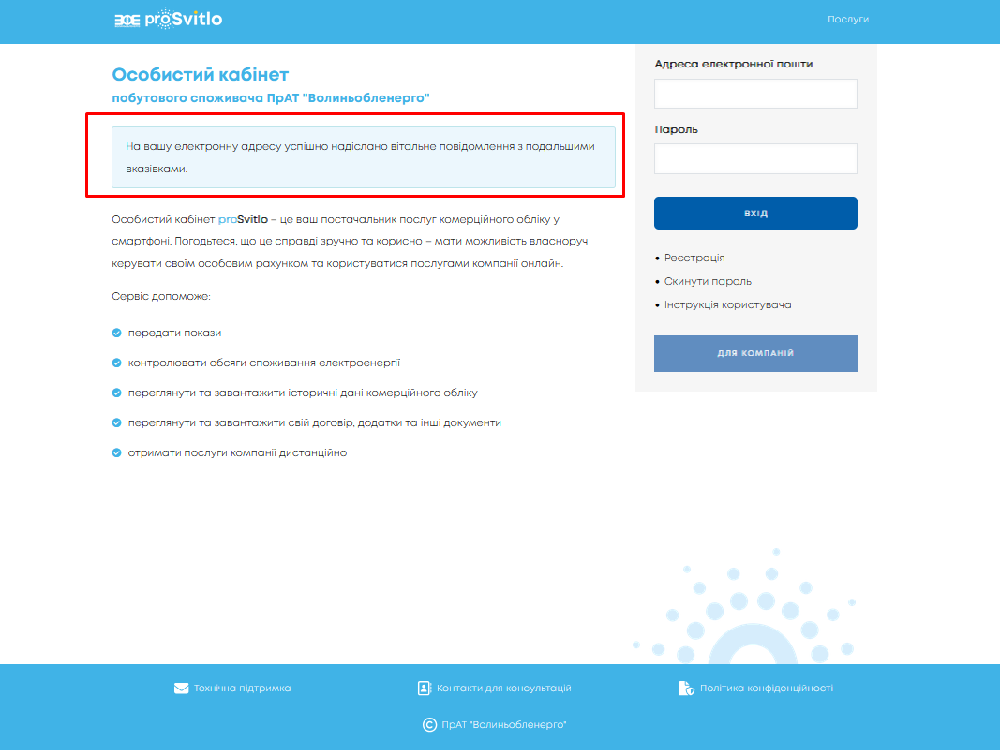 ВОЕ proSvitlo
Послуги
Особистий кабінет
побутового споживача ПрАТ "Волиньобленерго"
На вашу електронну адресу успішно надіслано вітальне повідомлення з подальшими
вказівками.
Особистий кабінет proSvitlo – це ваш постачальник послуг комерційного обліку у
смартфоні. Погодьтеся, що це справді зручно та корисно – мати можливість власноруч
керувати своїм особовим рахунком та користуватися послугами компанії онлайн.
Сервіс допоможе:
передати покази
контролювати обсяги споживання електроенергії
переглянути та завантажити історичні дані комерційного обліку
переглянути та завантажити свій договір, додатки та інші документи
отримати послуги компанії дистанційно
Адреса електронної пошти
Пароль
ВХІД
Реєстрація
Скинути пароль
Інструкція користувача
ДЛЯ КОМПАНІЙ
Технічна підтримка
Контакти для консультацій
Політика конфіденційності
© ПрАТ "Волиньобленерго"